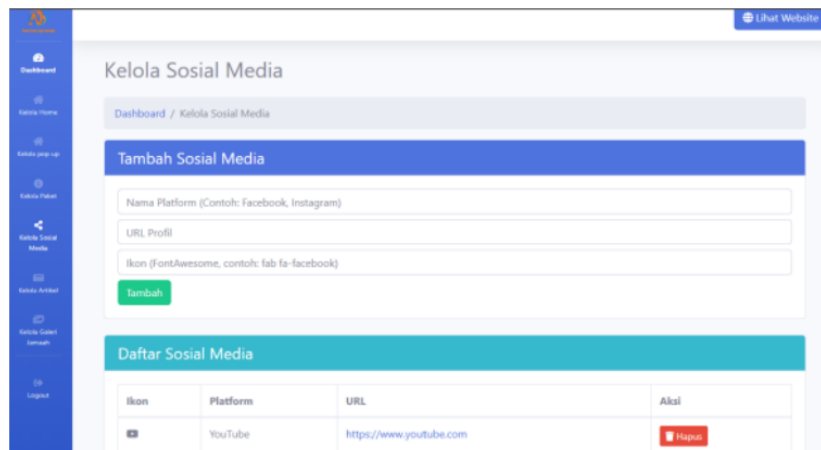 Lihat Website
Dashboard
Kelola Home
Kelola pop up
Kelola Paket
Kelola Sosial
Media
Kelola Artikel
Kelola Galeri
Jamaah
Logout
Kelola Sosial Media
Dashboard / Kelola Sosial Media
Tambah Sosial Media
Nama Platform (Contoh: Facebook, Instagram)
URL Profil
Ikon (FontAwesome, contoh: fab fa-facebook)
Tambah
Daftar Sosial Media
Ikon Platform URL Aksi
YouTube https://www.youtube.com Hapus